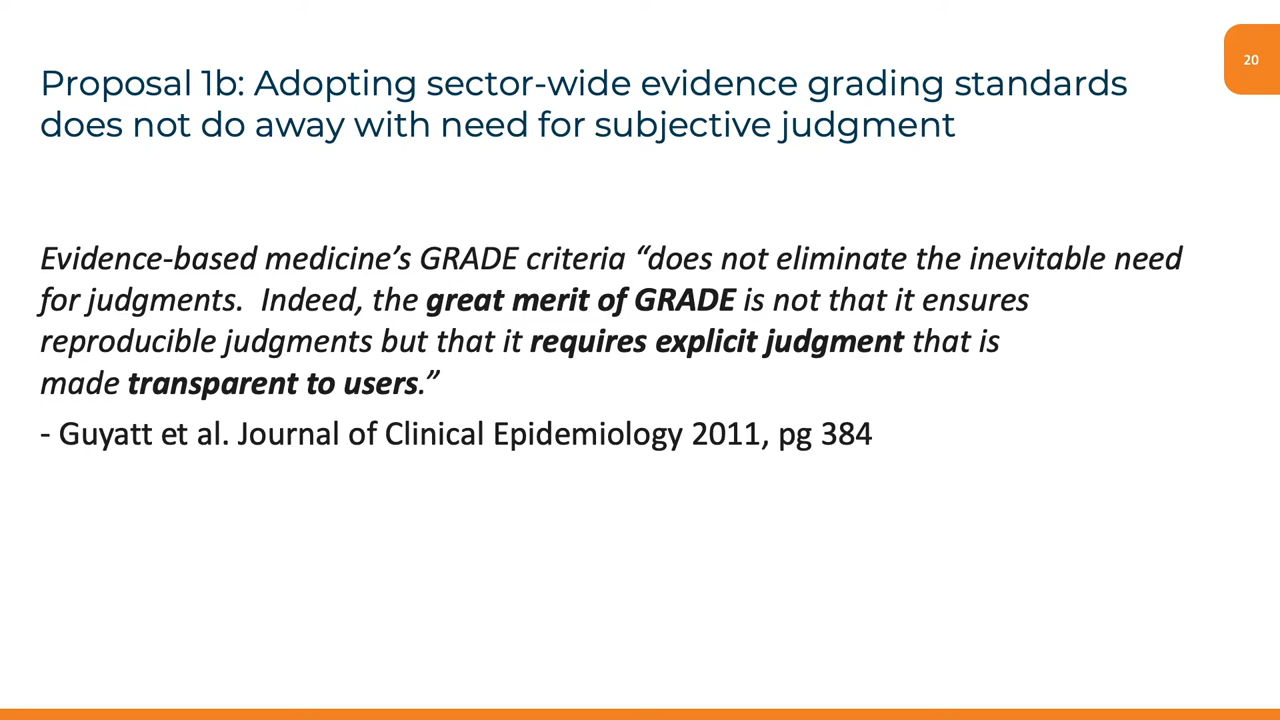 20
Proposal 1b: Adopting sector-wide evidence grading standards
does not do away with need for subjective judgment
Evidence-based medicine’s GRADE criteria “does not eliminate the inevitable need
for judgments.  Indeed, the great merit of GRADE is not that it ensures
reproducible judgments but that it requires explicit judgment that is
made transparent to users.”
- Guyatt et al. Journal of Clinical Epidemiology 2011, pg 384